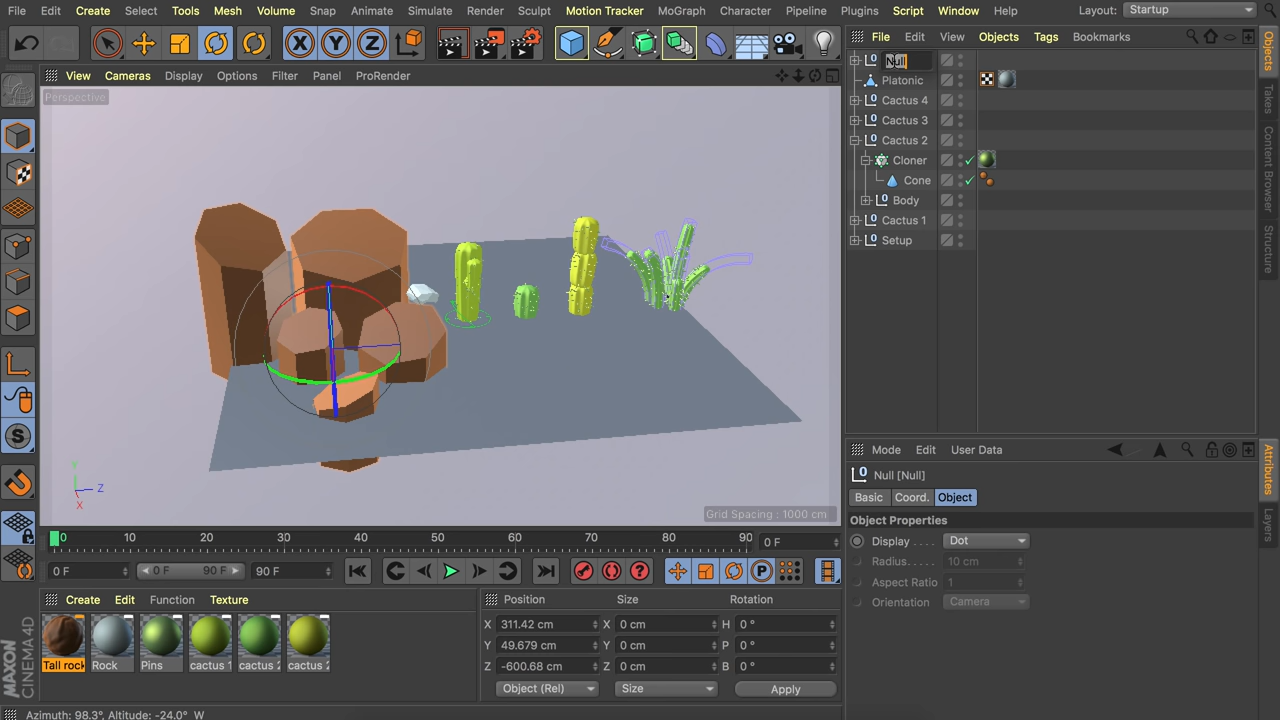 File Edit Create Select Tools Mesh Volume Snap Animate Simulate Render Sculpt Motion Tracker MoGraph Character Pipeline Plugins Script Window Help Layout: Startup
X Y Z
File Edit View Objects Tags Bookmarks
View Cameras Display Options Filter Panel ProRender
Perspective
Null
Platonic
Cactus 4
Cactus 3
Cactus 2
Cloner
Cone
Body
Cactus 1
Setup
Objects
Takes
Content Browser
Structure
Y
Z
X
Grid Spacing : 1000 cm
Mode Edit User Data
Null [Null]
Basic Coord. Object
Object Properties
Display . . . . Dot
Radius. . . . . 10 cm
Aspect Ratio 1
Orientation Camera
Attributes
Layers
0 10 20 30 40 50 60 70 80 90 0 F
0 F 0 F 90 F 90 F
Create Edit Function Texture
Tall rock Rock Pins cactus 1 cactus 2 cactus 2
Position Size Rotation
X 311.42 cm X 0 cm H 0 °
Y 49.679 cm Y 0 cm P 0 °
Z -600.68 cm Z 0 cm B 0 °
Object (Rel) Size Apply
MAXON
CINEMA 4D
Azimuth: 98.3°, Altitude: -24.0° W